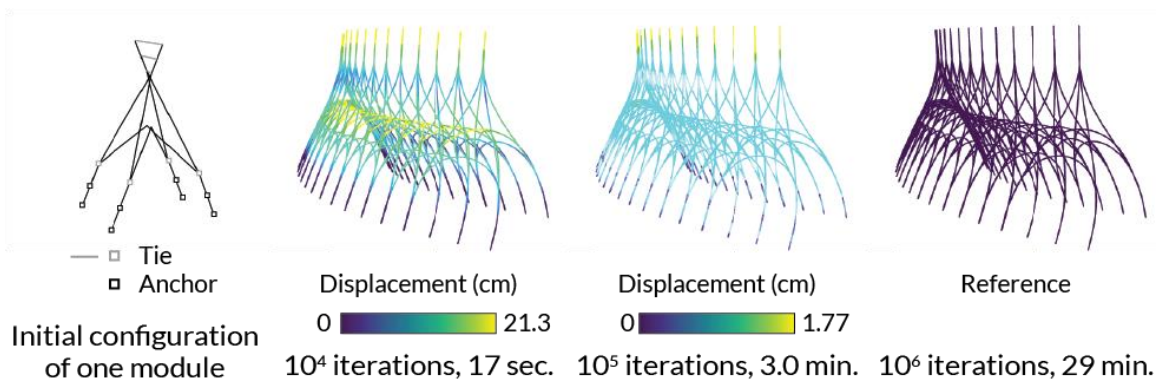 Tie
Anchor
Initial configuration
of one module
Displacement (cm)
0 21.3
10⁴ iterations, 17 sec.
Displacement (cm)
0 1.77
10⁵ iterations, 3.0 min.
Reference
10⁶ iterations, 29 min.